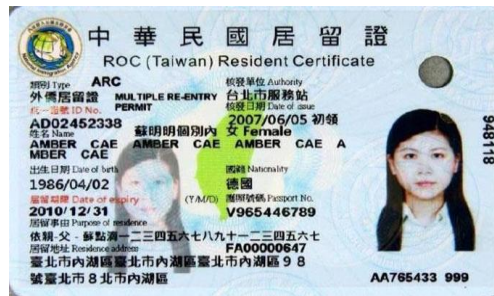 中華民國居留證
ROC (Taiwan) Resident Certificate
類別 Type ARC
核發單位 Authority
外僑居留證 MULTIPLE RE-ENTRY PERMIT
台北市服務站
統一證號 ID No.
核發日期 Date of issue
AD02452338
2007/06/05 初領
姓名 Name
蘇明明個別內 女 Female
AMBER CAE AMBER CAE AMBER CAE A
MBER CAE
出生日期 Date of birth
國籍 Nationality
1986/04/02
德國
居留期限 Date of expiry (Y/M/D)
護照號碼 Passport No.
2010/12/31
V965446789
居留事由 Purpose of residence
依親-父-蘇點清一二三四五六七八九十一二三四五六七
居留地址 Residence address
FA00000647
臺北市內湖區臺北市內湖區臺北市內湖區98
號臺北市8北市內湖區
AA765433 999
948118